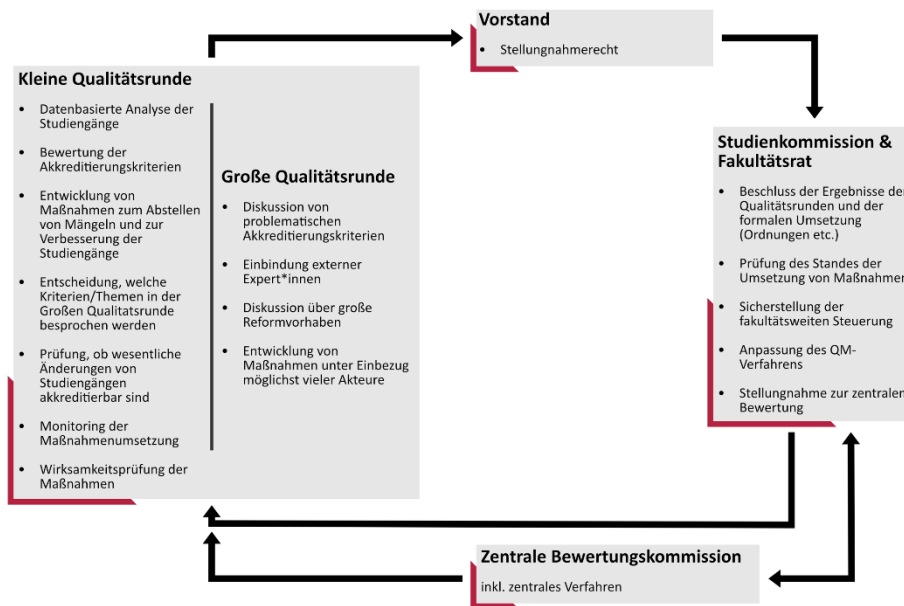 Vorstand
• Stellungnahmerecht
Kleine Qualitätsrunde
• Datenbasierte Analyse der
Studiengänge
• Bewertung der
Akkreditierungskriterien
• Entwicklung von
Maßnahmen zum Abstellen
von Mängeln und zur
Verbesserung der
Studiengänge
• Entscheidung, welche
Kriterien/Themen in der
Großen Qualitatsrunde
besprochen werden
• Prüfung, ob wesentliche
Änderungen von
Studiengängen
akkreditierbar sind
• Monitoring der
Maßnahmenumsetzung
• Wirksamkeitsprüfung der
Maßnahmen
Große Qualitätsrunde
• Diskussion von
problematischen
Akkreditierungskriterien
• Einbindung externer
Expert*innen
• Diskussion über große
Reformvorhaben
• Entwicklung von
Maßnahmen unter Einbezug
möglichst vieler Akteure
Studienkommission &
Fakultätsrat
• Beschluss der Ergebnisse der
Qualitätsrunden und der
formalen Umsetzung
(Ordnungen etc.)
• Prüfung des Standes der
Umsetzung von Maßnahmen
• Sicherstellung der
fakultätsweiten Steuerung
• Anpassung des QM-
Verfahrens
• Stellungnahme zur zentralen
Bewertung
Zentrale Bewertungskommission
inkl. zentrales Verfahren